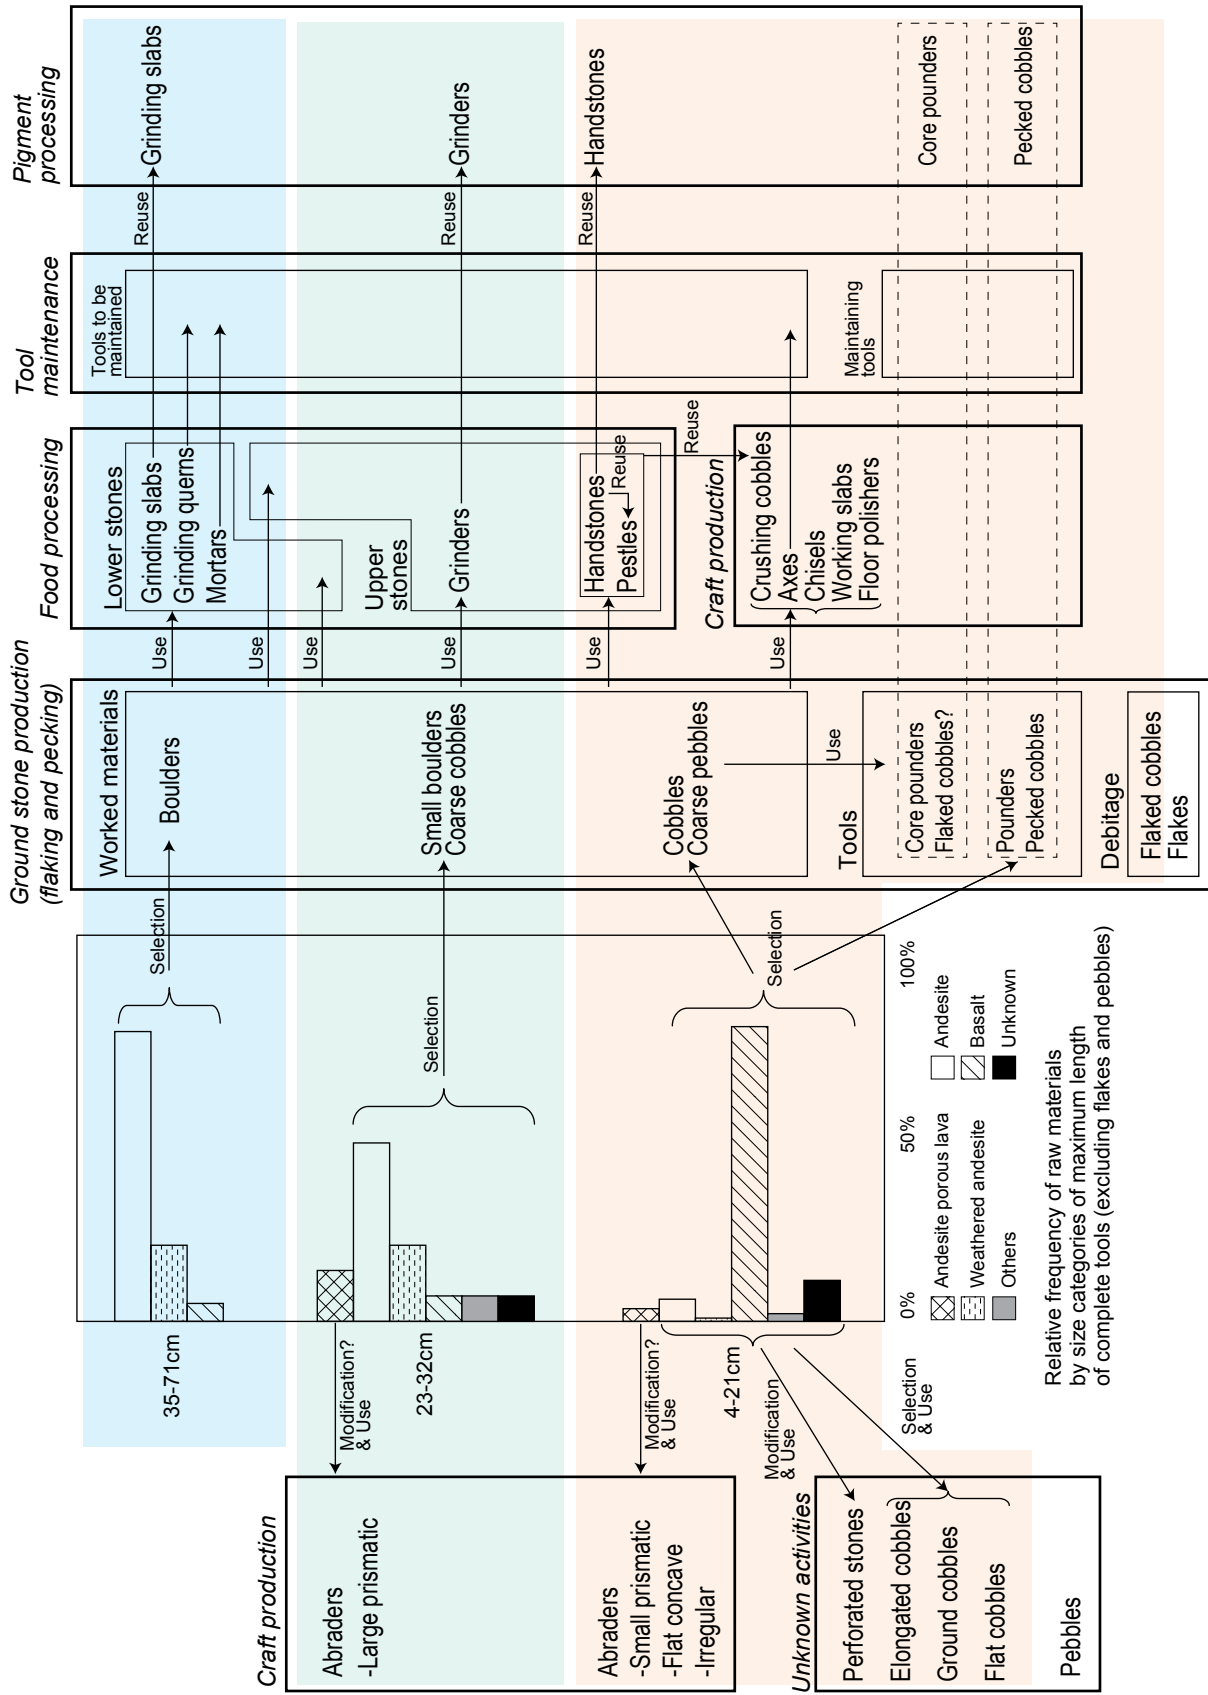 Craft production
Abraders
-Large prismatic
Abraders
-Small prismatic
-Flat concave
-Irregular
Unknown activities
Perforated stones
Elongated cobbles
Ground cobbles
Flat cobbles
Pebbles
Modification?
& Use
Modification?
& Use
Modification
& Use
Selection
& Use
35-71cm
23-32cm
4-21cm
0%
50%
100%
Andesite porous lava
Andesite
Weathered andesite
Basalt
Others
Unknown
Relative frequency of raw materials
by size categories of maximum length
of complete tools (excluding flakes and pebbles)
Selection
Selection
Selection
Ground stone production
(flaking and pecking)
Worked materials
Boulders
Small boulders
Coarse cobbles
Cobbles
Coarse pebbles
Use
Tools
Core pounders
Flaked cobbles?
Pounders
Pecked cobbles
Debitage
Flaked cobbles
Flakes
Use
Use
Use
Use
Use
Use
Food processing
Lower stones
Grinding slabs
Grinding querns
Mortars
Upper
stones
Grinders
Handstones
Pestles
Reuse
Reuse
Craft production
Crushing cobbles
Axes
Chisels
Working slabs
Floor polishers
Tool
maintenance
Tools to be
maintained
Maintaining
tools
Reuse
Reuse
Reuse
Pigment
processing
Grinding slabs
Grinders
Handstones
Core pounders
Pecked cobbles